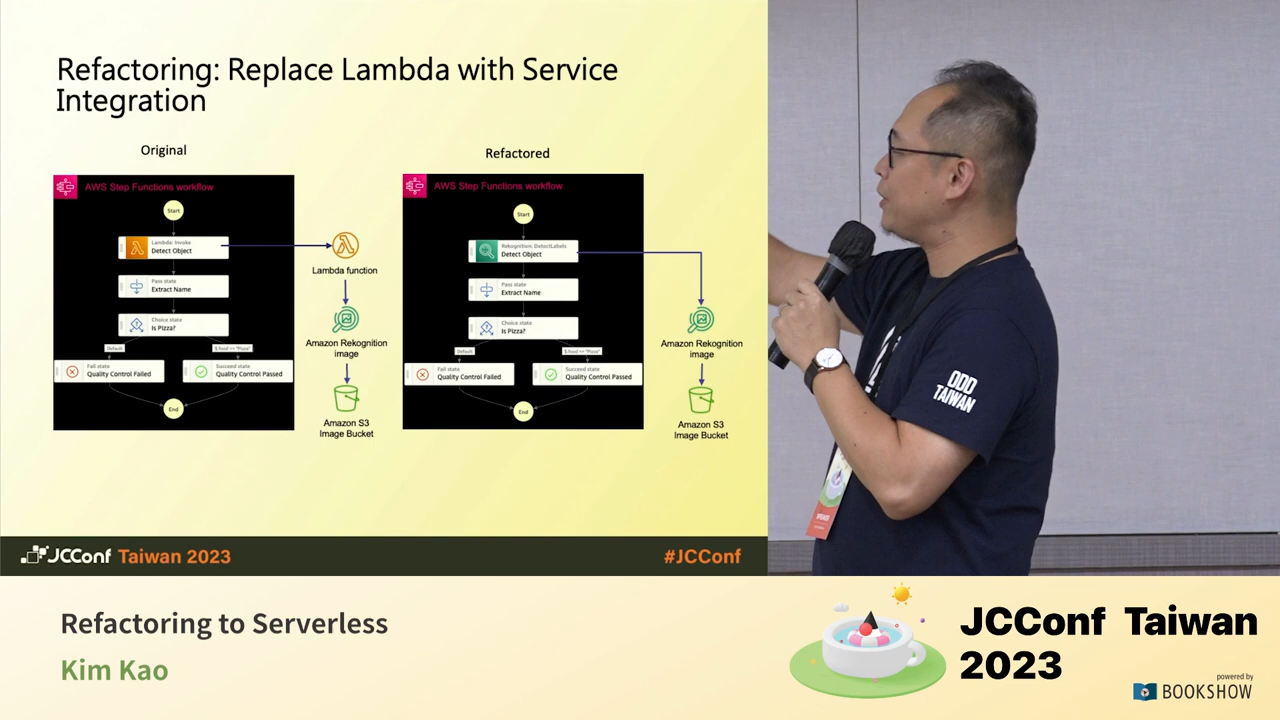 Refactoring: Replace Lambda with Service
Integration
Original
AWS Step Functions workflow
Start
Lambda: Invoke
Detect Object
Pass state
Extract Name
Choice state
Is Pizza?
Default
$.food == "Pizza"
Fail state
Quality Control Failed
Succeed state
Quality Control Passed
End
Lambda function
Amazon Rekognition
image
Amazon S3
Image Bucket
Refactored
AWS Step Functions workflow
Start
Rekognition: DetectLabels
Detect Object
Pass state
Extract Name
Choice state
Is Pizza?
Default
$.food == "Pizza"
Fail state
Quality Control Failed
Succeed state
Quality Control Passed
End
Amazon Rekognition
image
Amazon S3
Image Bucket
DDD
TAIWAN
SPEAKER
JCConf Taiwan 2023
#JCConf
Refactoring to Serverless
Kim Kao
JCConf Taiwan
2023
powered by
BOOKSHOW